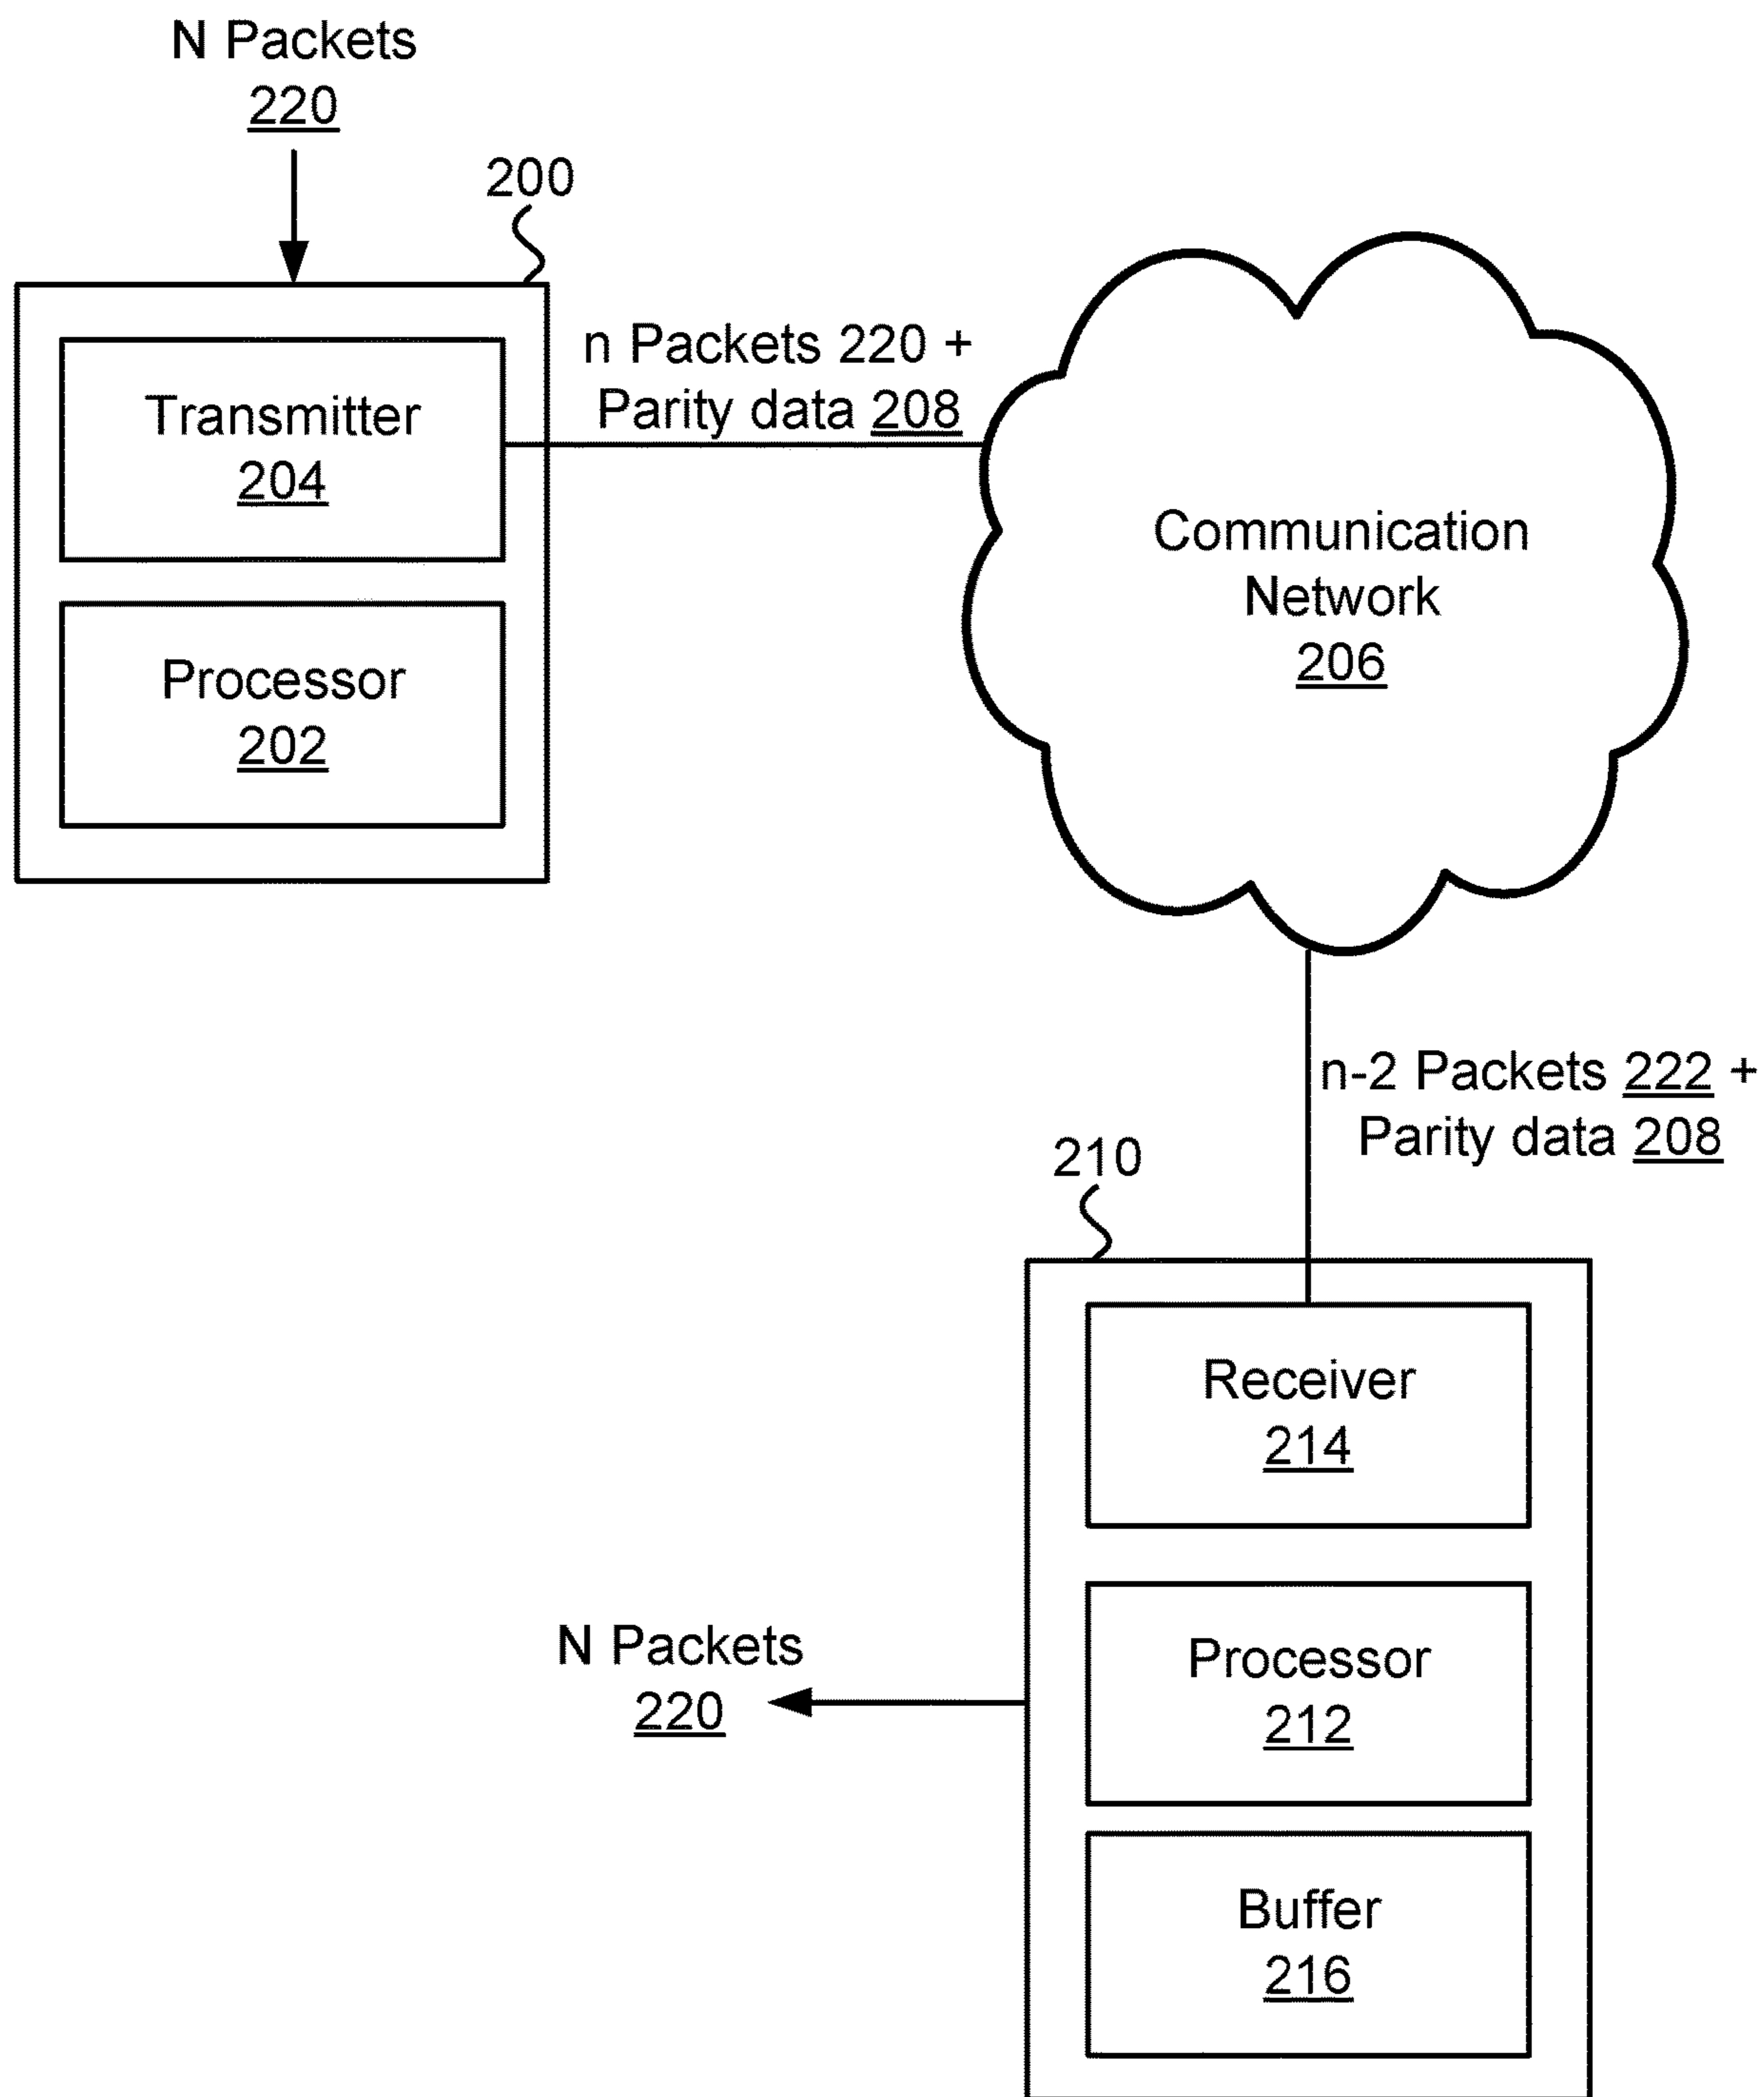 N Packets
220
200
n Packets 220 +
Parity data 208
Transmitter
204
Communication
Network
206
Processor
202
n-2 Packets 222 +
Parity data 208
210
Receiver
214
N Packets
220
Processor
212
Buffer
216